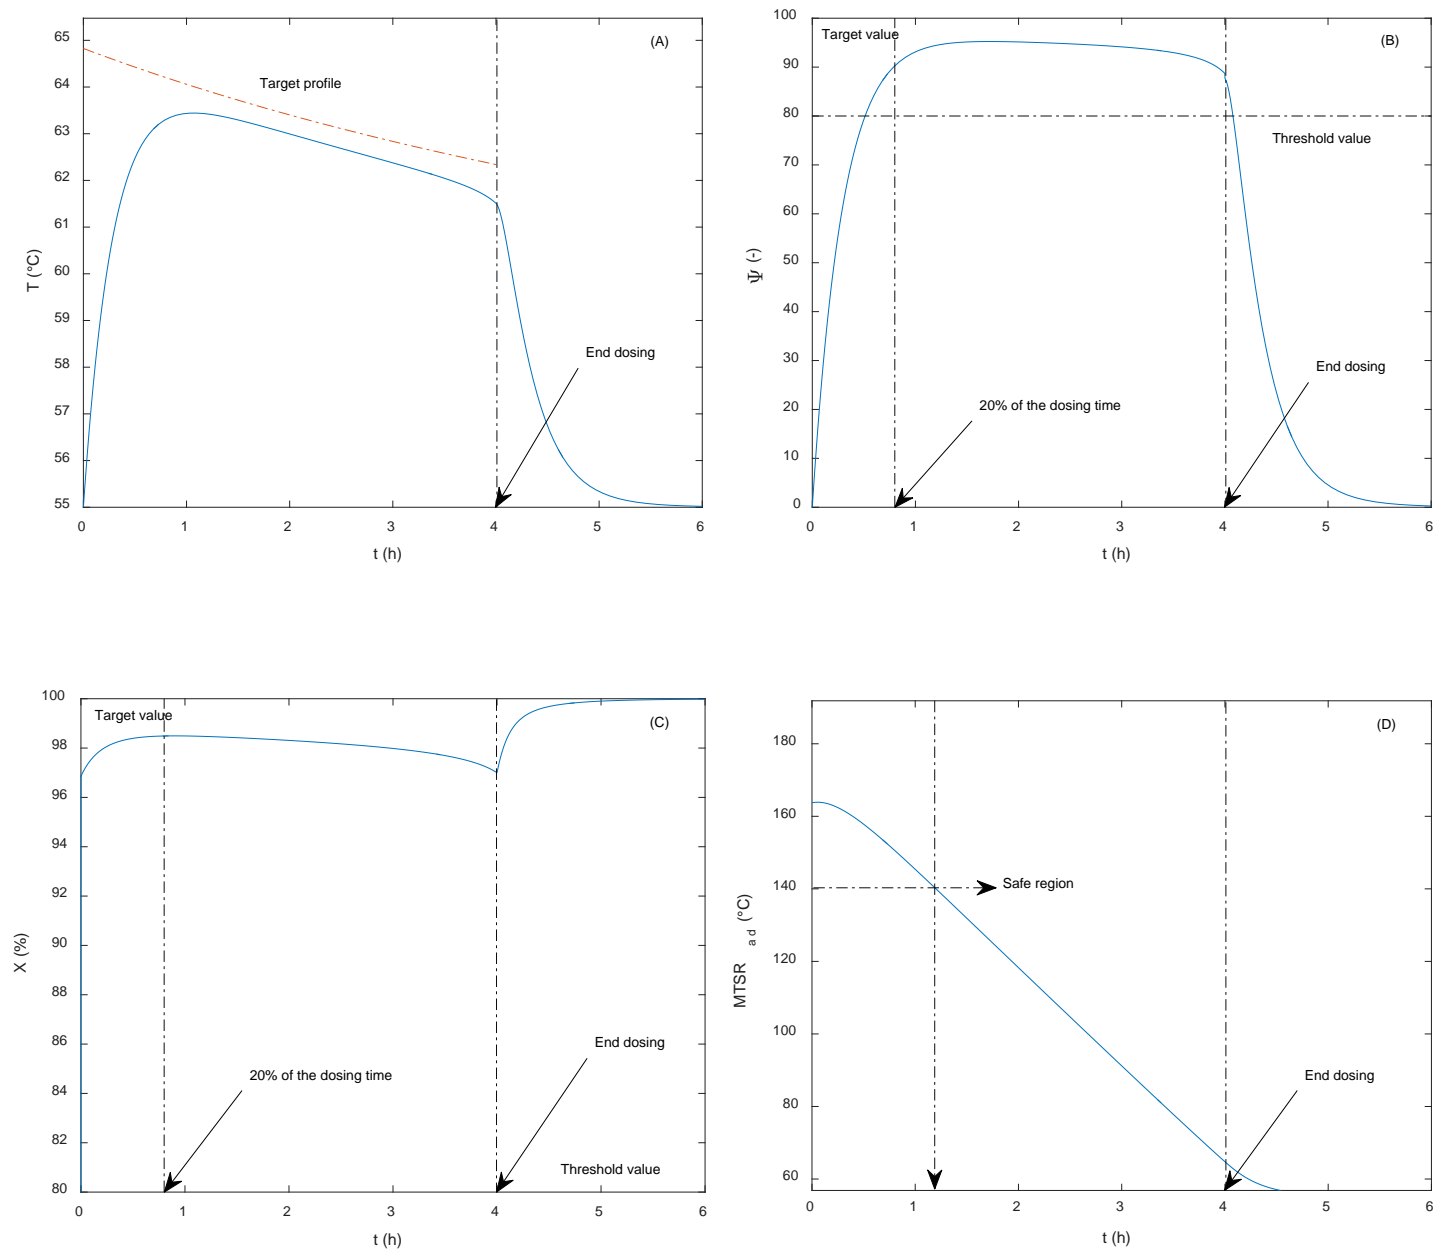 (A)
Target profile
End dosing
65
64
63
62
61
60
59
58
57
56
55
0 1 2 3 4 5 6
T (°C)
t (h)
(B)
Target value
Threshold value
20% of the dosing time
End dosing
100
90
80
70
60
50
40
30
20
10
0
0 1 2 3 4 5 6
Ψ (-)
t (h)
(C)
Target value
20% of the dosing time
End dosing
Threshold value
100
98
96
94
92
90
88
86
84
82
80
0 1 2 3 4 5 6
X (%)
t (h)
(D)
Safe region
End dosing
180
160
140
120
100
80
60
0 1 2 3 4 5 6
MTSR ad (°C)
t (h)